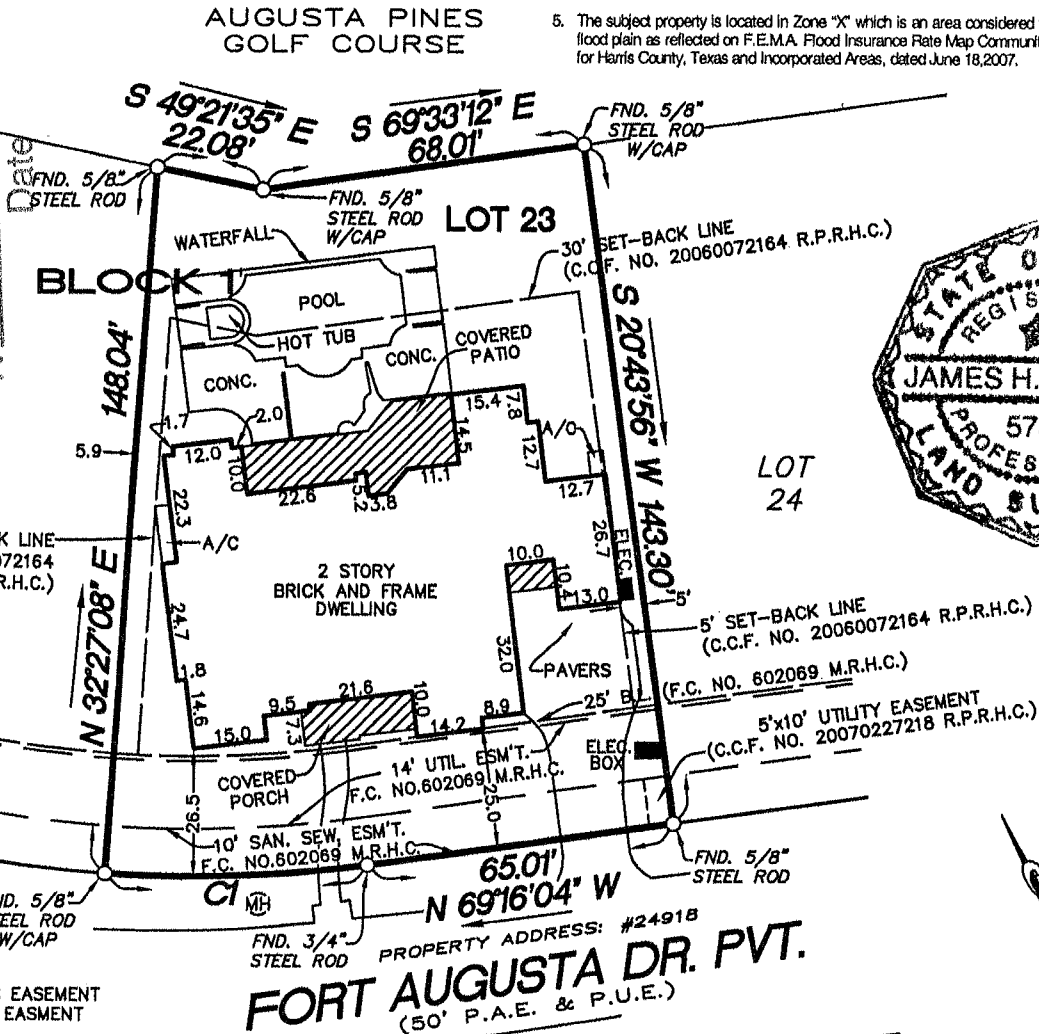 AUGUSTA PINES
GOLF COURSE
5. The subject property is located in Zone "X" which is an area considered
flood plain as reflected on F.E.M.A. Flood Insurance Rate Map Communi
for Harris County, Texas and Incorporated Areas, dated June 18,2007.
Date
S 49°21'35" E
22.08'
S 69°33'12" E
68.01'
FND. 5/8"
STEEL ROD
W/CAP
FND. 5/8"
STEEL ROD
FND. 5/8"
STEEL ROD
W/CAP
LOT 23
WATERFALL
30' SET-BACK LINE
(C.C.F. NO. 20060072164 R.P.R.H.C.)
BLOCK 1
POOL
HOT TUB
COVERED
PATIO
CONC.
CONC.
S 20°43'56" W 143.30'
STATE O
REGIS
JAMES H.
57
PROFES
LAND SU
148.04'
1.7
2.0
15.4
7.8
A/C
5.9
12.0
10.0
14.5
12.7
22.6
5.2
3.8
11.1
12.7
LOT
24
22.3
26.7
ELEC.
K LINE
072164
R.H.C.)
A/C
N 32°27'08" E
2 STORY
BRICK AND FRAME
DWELLING
10.0
10.4
13.0
5'
5' SET-BACK LINE
(C.C.F. NO. 20060072164 R.P.R.H.C.)
24.7
32.0
PAVERS
1.8
14.6
21.6
9.5
7.3
10.0
8.9
15.0
14.2
25' B.L. (F.C. NO. 602069 M.R.H.C.)
5'x10' UTILITY EASEMENT
(C.C.F. NO. 20070227218 R.P.R.H.C.)
ELEC.
BOX
COVERED
PORCH
14' UTIL. ESM'T.
F.C. NO.602069 M.R.H.C.
26.5
25.0
10' SAN. SEW. ESM'T.
F.C. NO.602069 M.R.H.C.
65.01'
N 69°16'04" W
FND. 5/8"
STEEL ROD
ND. 5/8"
TEEL ROD
W/CAP
C1
MH
FND. 3/4"
STEEL ROD
PROPERTY ADDRESS: #24918
FORT AUGUSTA DR. PVT.
(50' P.A.E. & P.U.E.)
EASEMENT
EASMENT